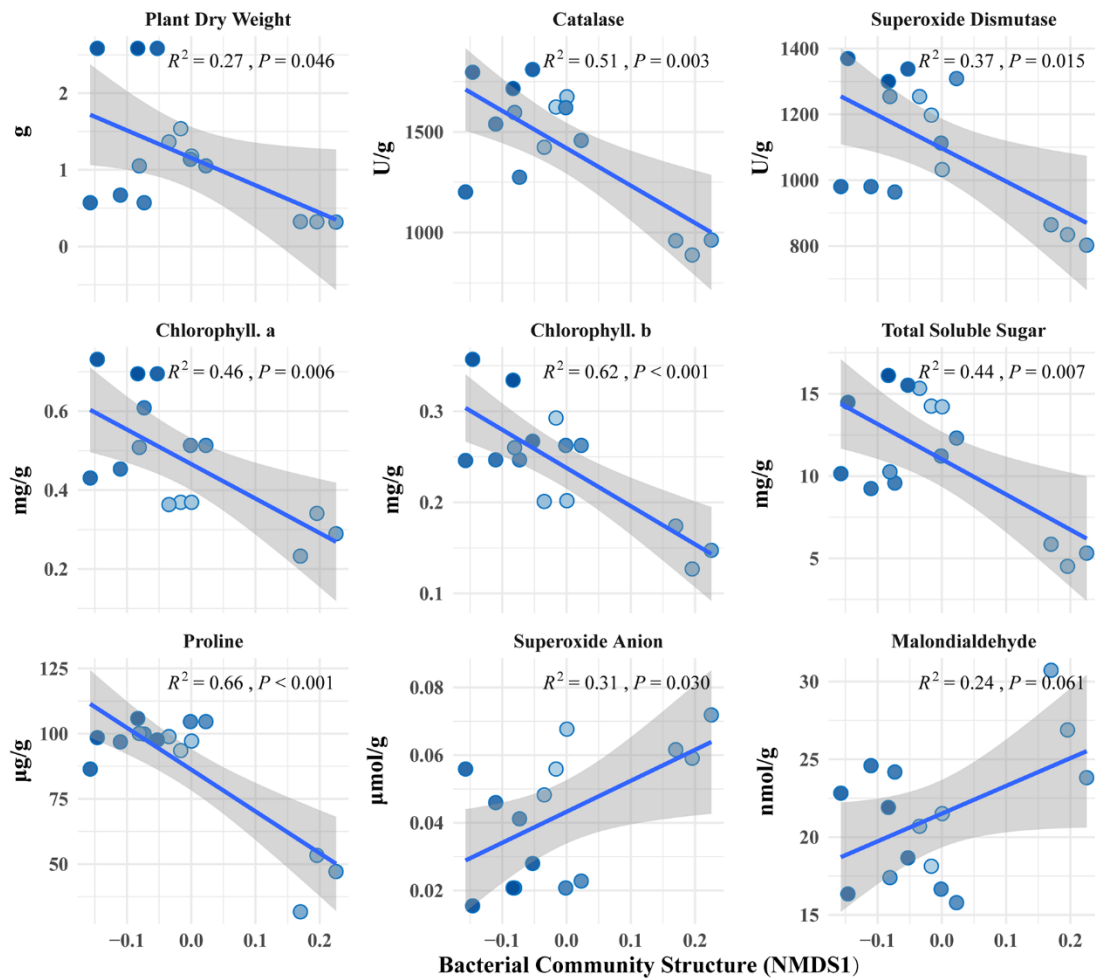 Plant Dry Weight
Catalase
Superoxide Dismutase
R² = 0.27 , P = 0.046
R² = 0.51 , P = 0.003
R² = 0.37 , P = 0.015
g
2
1
0
U/g
1500
1000
U/g
1400
1200
1000
800
Chlorophyll. a
Chlorophyll. b
Total Soluble Sugar
R² = 0.46 , P = 0.006
R² = 0.62 , P < 0.001
R² = 0.44 , P = 0.007
mg/g
0.6
0.4
0.2
mg/g
0.3
0.2
0.1
mg/g
15
10
5
Proline
Superoxide Anion
Malondialdehyde
R² = 0.66 , P < 0.001
R² = 0.31 , P = 0.030
R² = 0.24 , P = 0.061
µg/g
125
100
75
50
µmol/g
0.08
0.06
0.04
0.02
nmol/g
30
25
20
15
−0.1 0.0 0.1 0.2
−0.1 0.0 0.1 0.2
−0.1 0.0 0.1 0.2
Bacterial Community Structure (NMDS1)